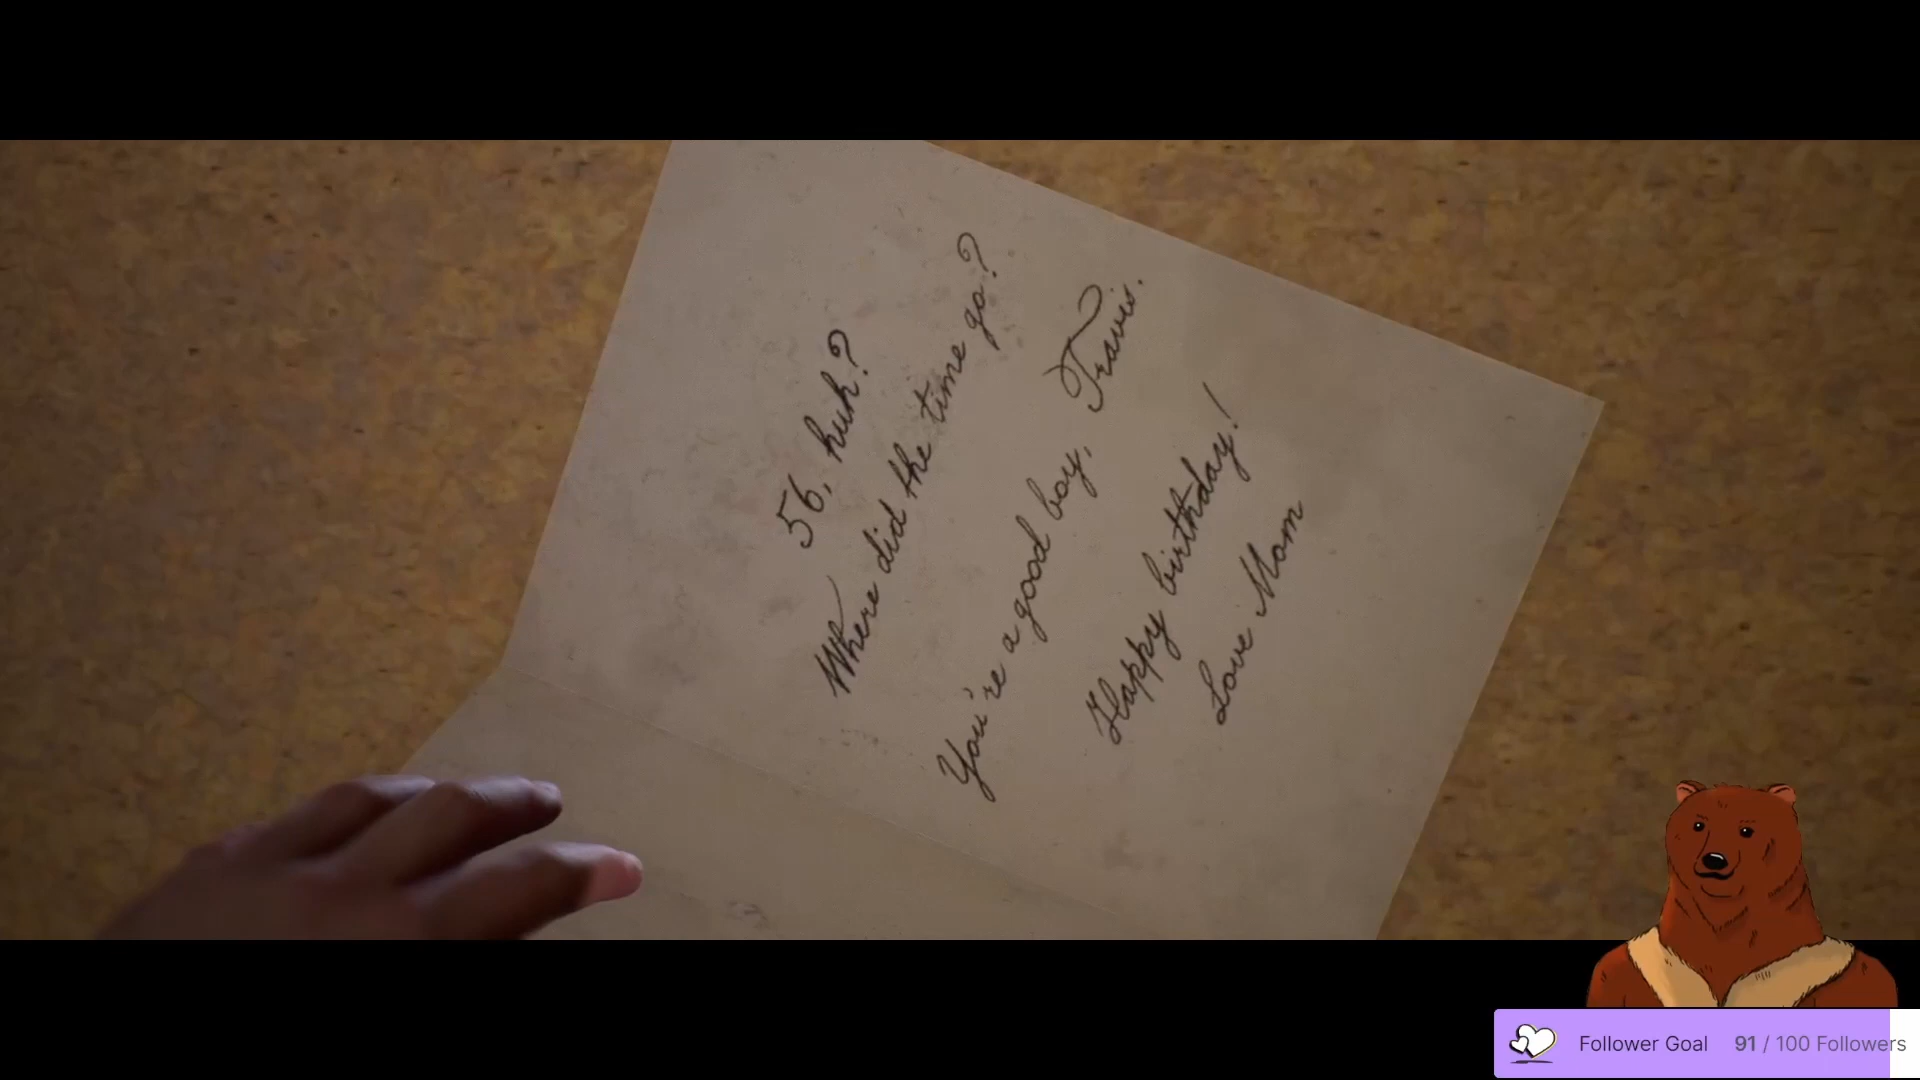 56, huh?
Where did the time go?
You're a good boy, Travis.
Happy birthday!
Love Mom
Follower Goal 91 / 100 Followers